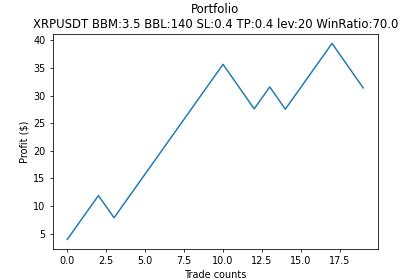 Portfolio
XRPUSDT BBM:3.5 BBL:140 SL:0.4 TP:0.4 lev:20 WinRatio:70.0
40
35
30
25
20
15
10
5
Profit ($)
0.0 2.5 5.0 7.5 10.0 12.5 15.0 17.5
Trade counts